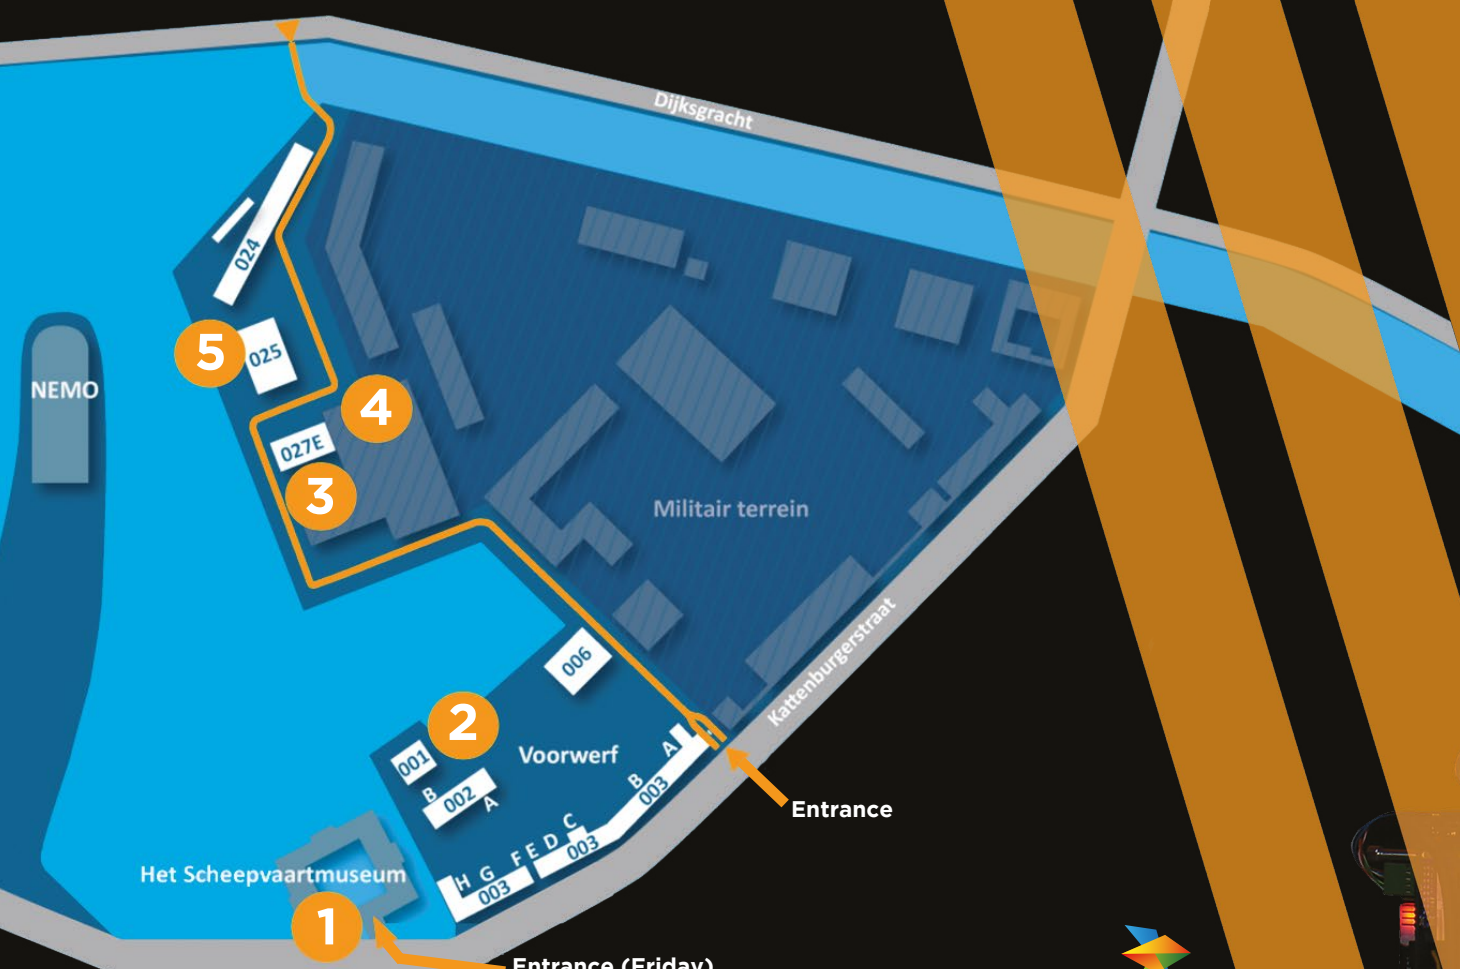 Dijksgracht
024
5
025
NEMO
4
027E
3
Militair terrein
Kattenburgerstraat
006
2
001
Voorwerf
A
B
003
B
002
A
Entrance
C
D
E
F
003
G
H
003
Het Scheepvaartmuseum
1
Entrance (Friday)